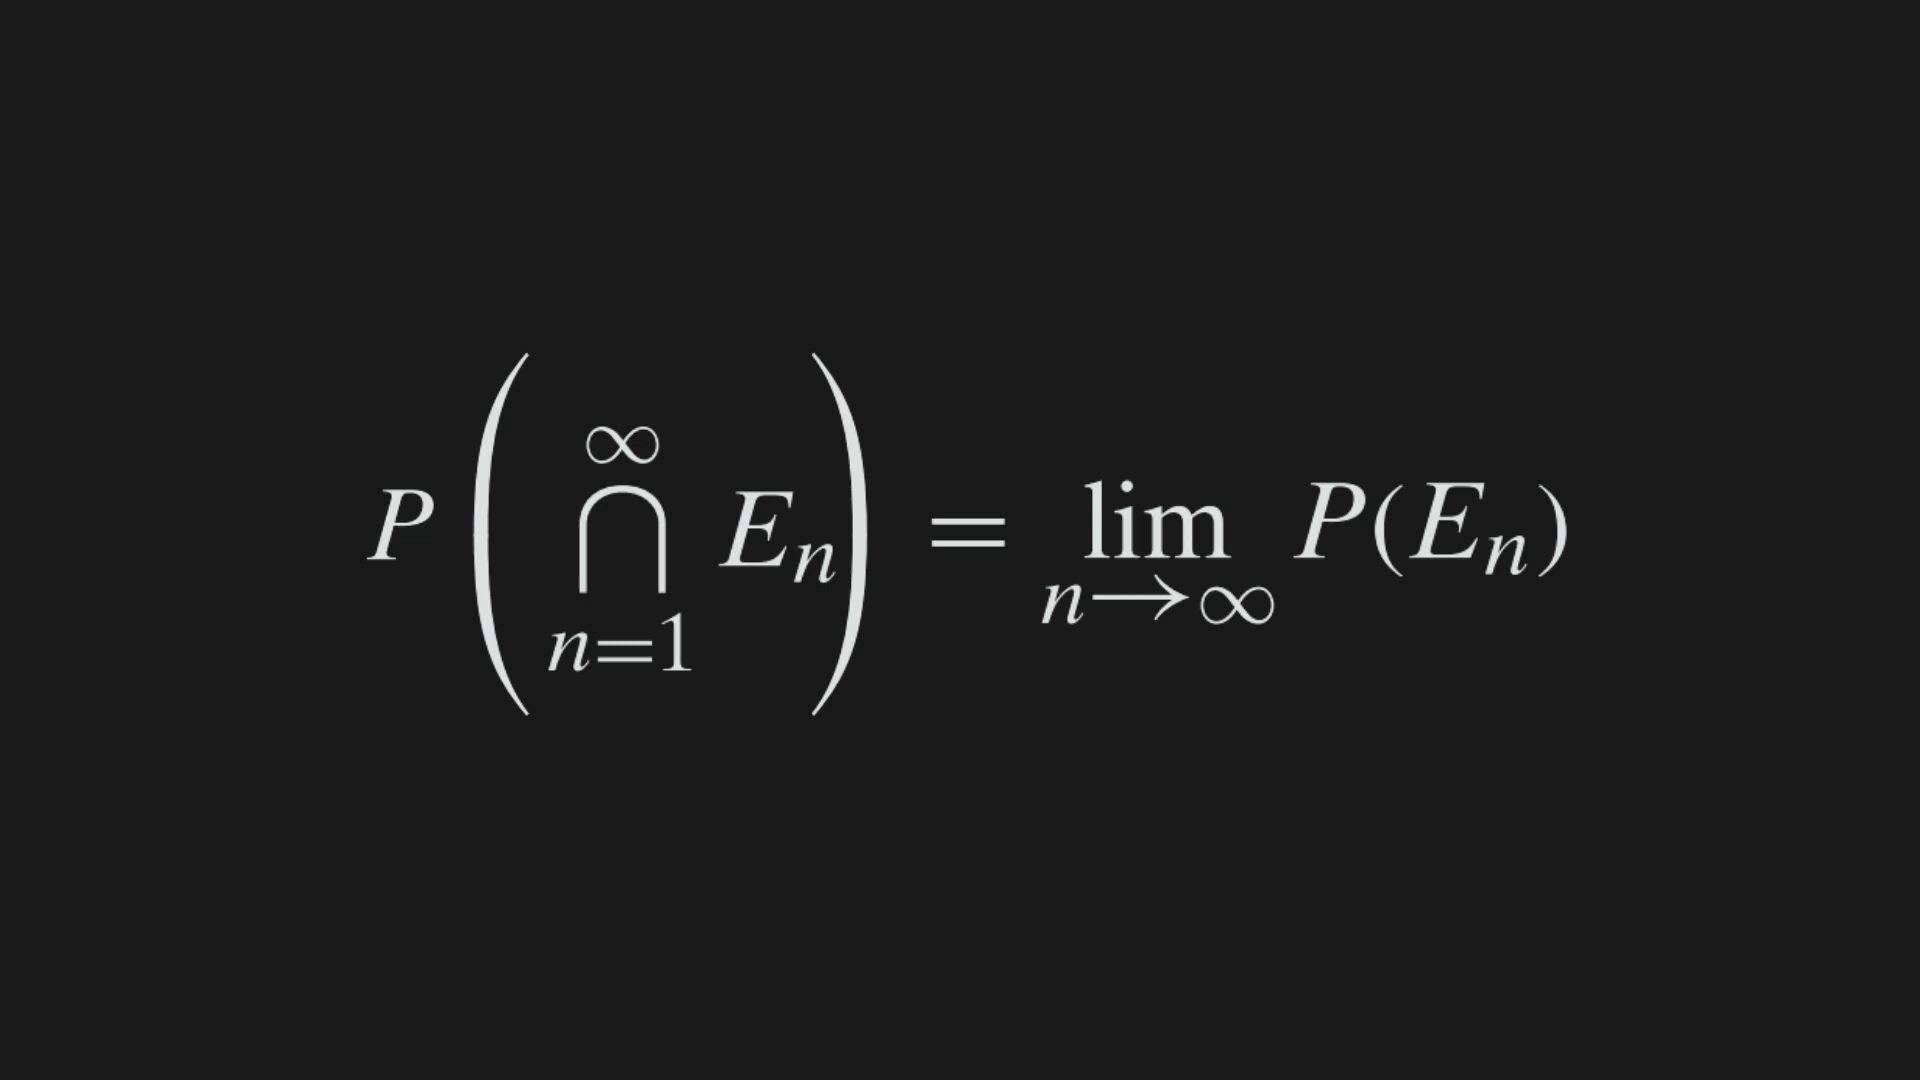 P(⋂_{n=1}^{∞} E_n) = lim_{n→∞} P(E_n)